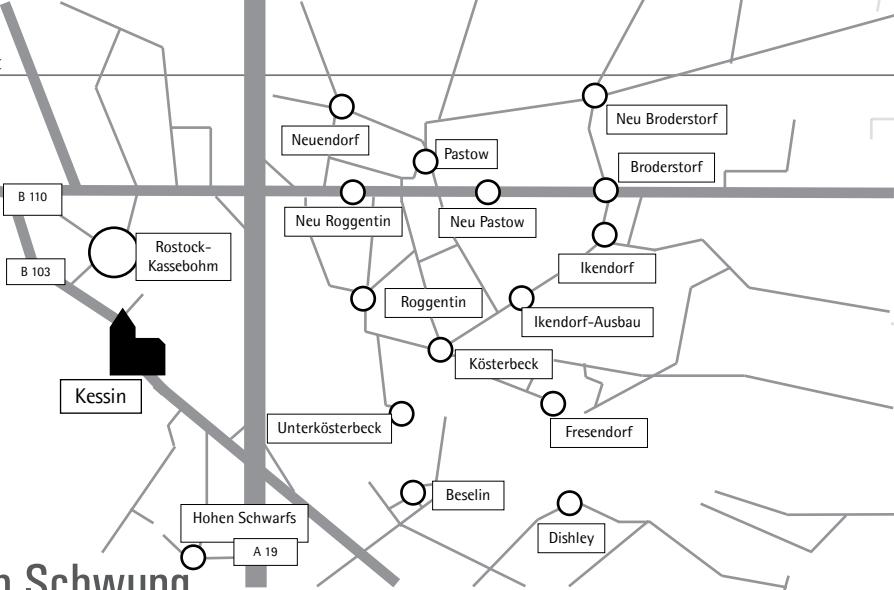 Neu Broderstorf
Neuendorf
Pastow
Broderstorf
B 110
Neu Roggentin
Neu Pastow
Rostock-
Kassebohm
B 103
Ikendorf
Roggentin
Ikendorf-Ausbau
Kösterbeck
Kessin
Unterkösterbeck
Fresendorf
Beselin
Hohen Schwarfs
Dishley
A 19
Schwung